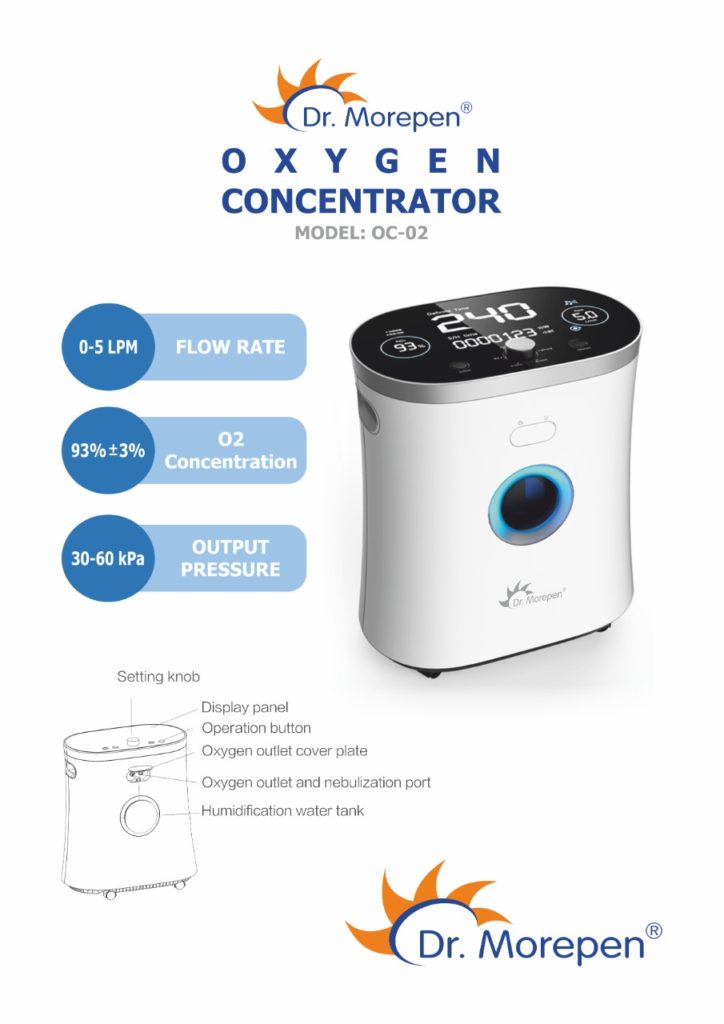 Dr. Morepen®
OXYGEN
CONCENTRATOR
MODEL: OC-02
0-5 LPM
FLOW RATE
93% ±3%
O2
Concentration
30-60 kPa
OUTPUT
PRESSURE
240
93%
0000123
5.0
Dr. Morepen®
Setting knob
Display panel
Operation button
Oxygen outlet cover plate
Oxygen outlet and nebulization port
Humidification water tank
Dr. Morepen®